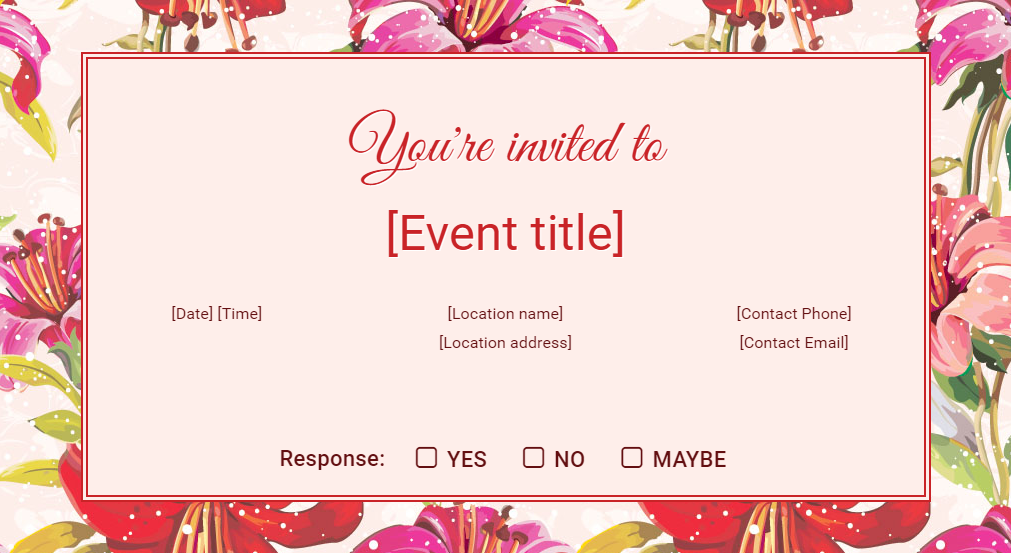 You're invited to
[Event title]
[Date] [Time]
[Location name]
[Location address]
[Contact Phone]
[Contact Email]
Response: YES NO MAYBE